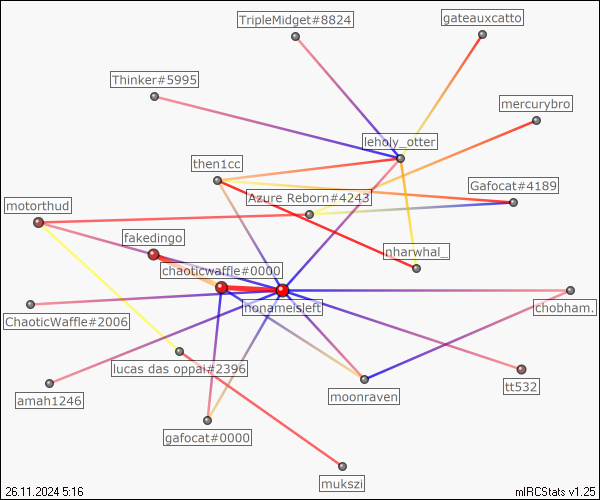 TripleMidget#8824
gateauxcatto
Thinker#5995
mercurybro
leholy_otter
then1cc
Gafocat#4189
Azure Reborn#4243
motorthud
fakedingo
nharwhal_
chaoticwaffle#0000
nonameisleft
chobham.
ChaoticWaffle#2006
lucas das oppai#2396
tt532
amah1246
moonraven
gafocat#0000
mukszi
26.11.2024 5:16
mIRCStats v1.25